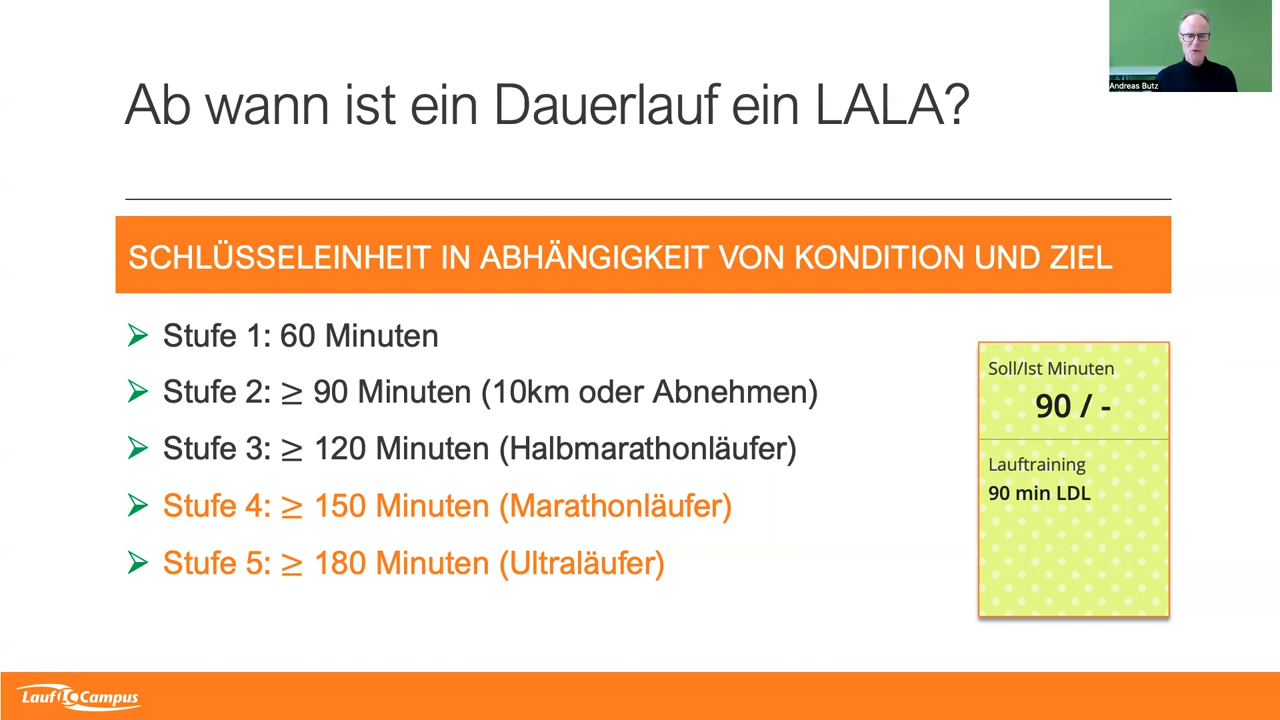 Andreas Butz
Ab wann ist ein Dauerlauf ein LALA?
SCHLÜSSELEINHEIT IN ABHÄNGIGKEIT VON KONDITION UND ZIEL
Stufe 1: 60 Minuten
Stufe 2: ≥ 90 Minuten (10km oder Abnehmen)
Stufe 3: ≥ 120 Minuten (Halbmarathonläufer)
Stufe 4: ≥ 150 Minuten (Marathonläufer)
Stufe 5: ≥ 180 Minuten (Ultraläufer)
Soll/Ist Minuten
90 / -
Lauftraining
90 min LDL
Lauf LC Campus